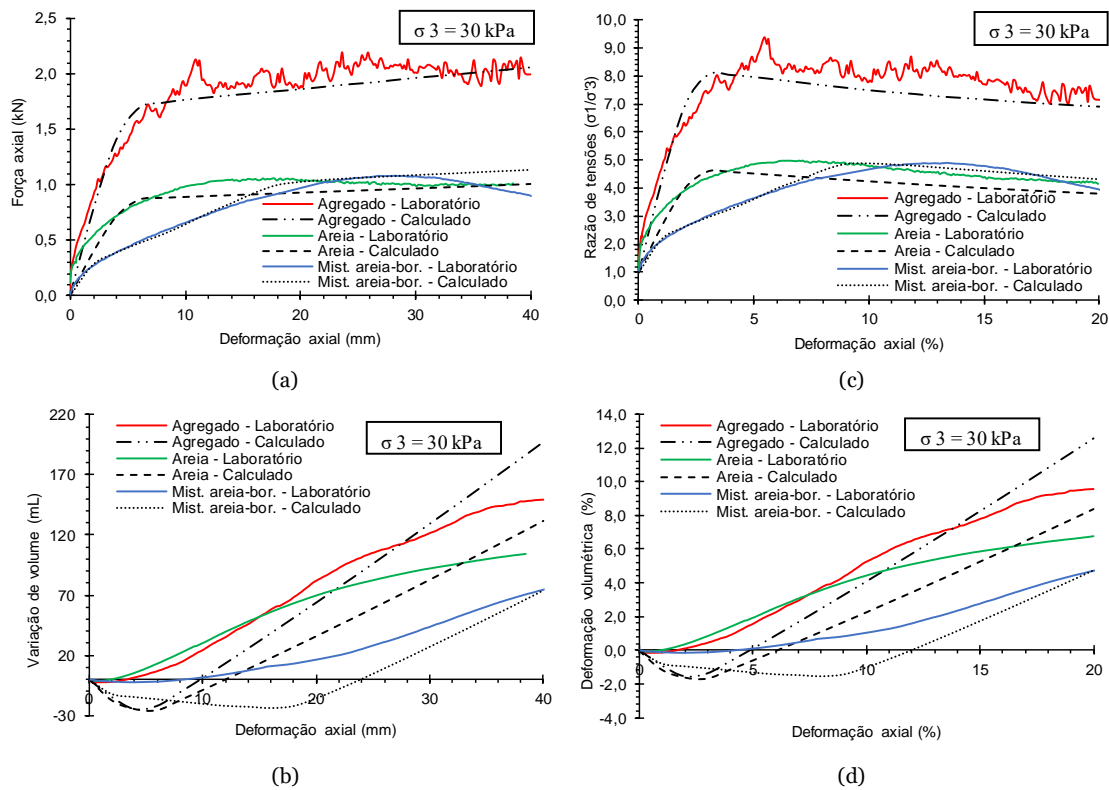 σ 3 = 30 kPa
2,5
2,0
1,5
1,0
0,5
0,0
Força axial (kN)
Agregado - Laboratório
Agregado - Calculado
Areia - Laboratório
Areia - Calculado
Mist. areia-bor. - Laboratório
Mist. areia-bor. - Calculado
0
10
20
30
40
Deformação axial (mm)
(a)
σ 3 = 30 kPa
10,0
9,0
8,0
7,0
6,0
5,0
4,0
3,0
2,0
1,0
0,0
Razão de tensões (σ'1/σ'3)
Agregado - Laboratório
Agregado - Calculado
Areia - Laboratório
Areia - Calculado
Mist. areia-bor. - Laboratório
Mist. areia-bor. - Calculado
0
5
10
15
20
Deformação axial (%)
(c)
220
170
120
70
20
-30
Variação de volume (mL)
Agregado - Laboratório
Agregado - Calculado
Areia - Laboratório
Areia - Calculado
Mist. areia-bor. - Laboratório
Mist. areia-bor. - Calculado
σ 3 = 30 kPa
0
10
20
30
40
Deformação axial (mm)
(b)
14,0
12,0
10,0
8,0
6,0
4,0
2,0
0,0
-2,0
-4,0
Deformação volumétrica (%)
Agregado - Laboratório
Agregado - Calculado
Areia - Laboratório
Areia - Calculado
Mist. areia-bor. - Laboratório
Mist. areia-bor. - Calculado
σ 3 = 30 kPa
0
5
10
15
20
Deformação axial (%)
(d)